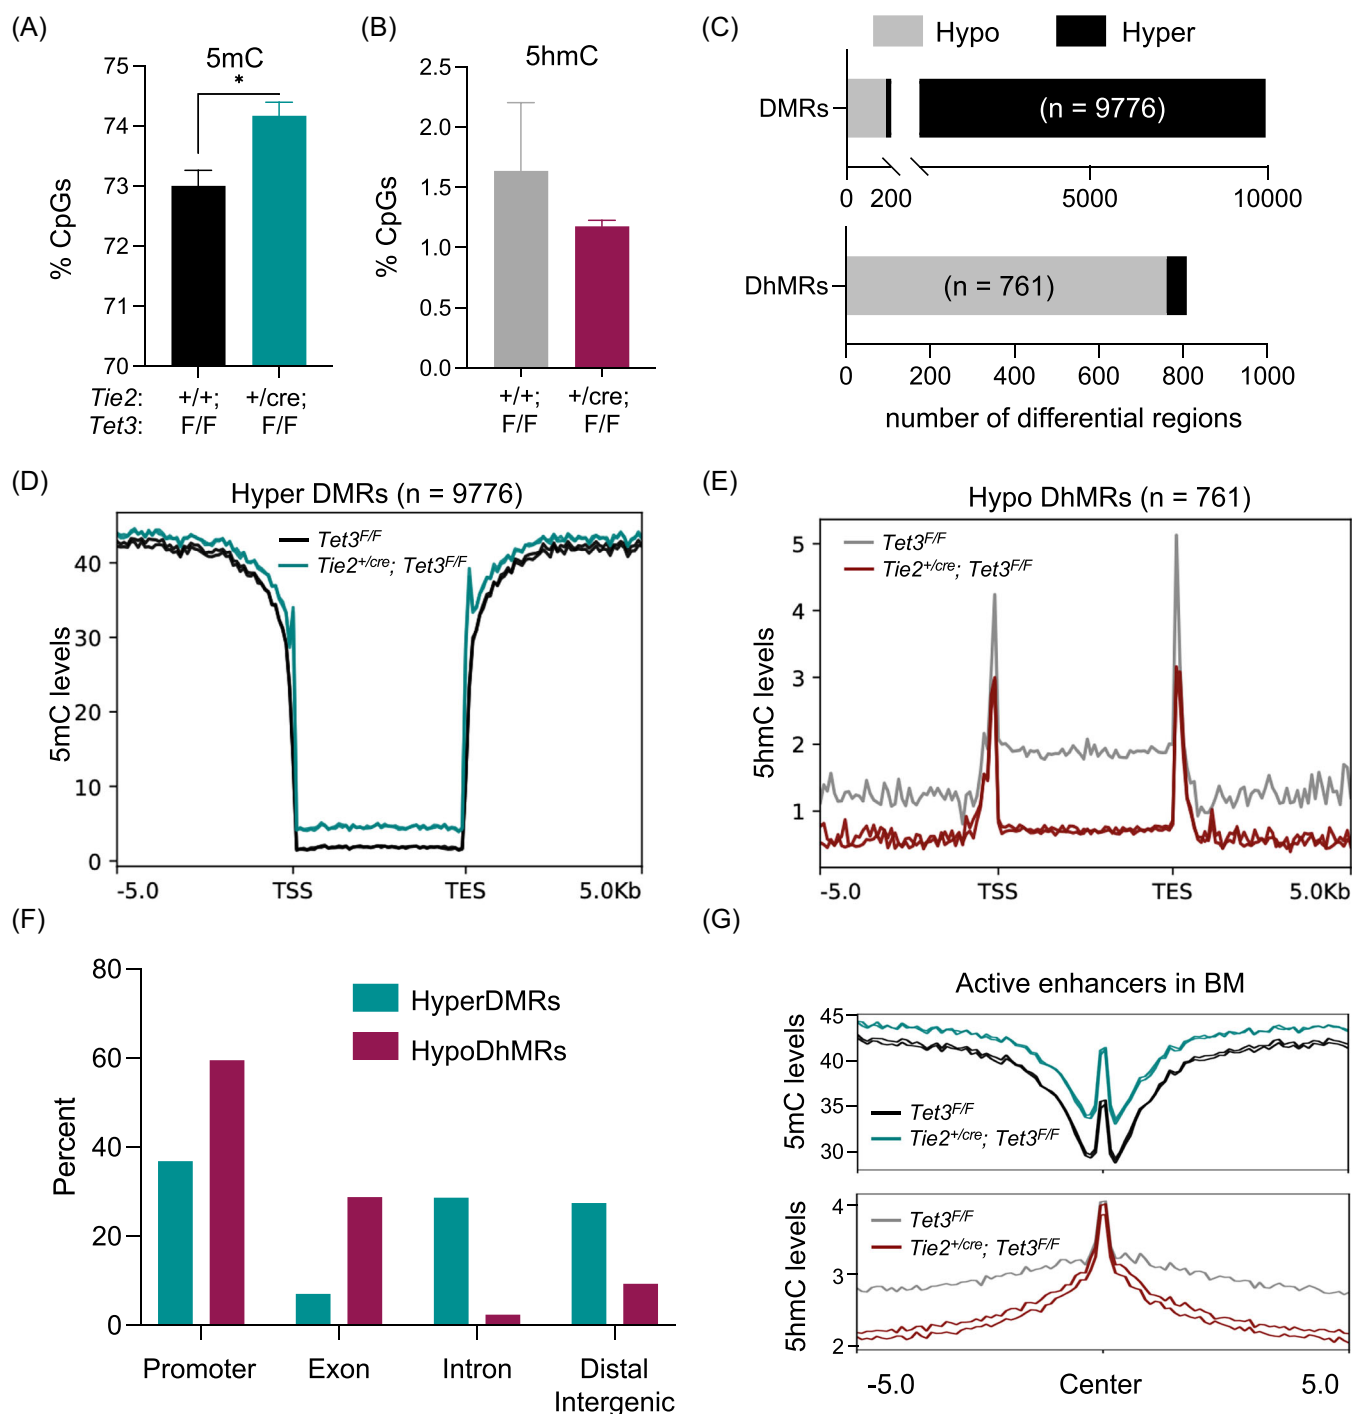 (A)
5mC
*
75
74
73
72
71
70
% CpGs
Tie2: +/+; +/cre;
Tet3: F/F F/F
(B)
5hmC
2.5
2.0
1.5
1.0
0.5
0.0
% CpGs
+/+; +/cre;
F/F F/F
(C)
Hypo Hyper
DMRs (n = 9776)
0 200 5000 10000
DhMRs (n = 761)
0 200 400 600 800 1000
number of differential regions
(D)
Hyper DMRs (n = 9776)
Tet3F/F
Tie2+/cre; Tet3F/F
40
30
20
10
0
5mC levels
-5.0 TSS TES 5.0Kb
(E)
Hypo DhMRs (n = 761)
Tet3F/F
Tie2+/cre; Tet3F/F
5
4
3
2
1
5hmC levels
-5.0 TSS TES 5.0Kb
(F)
80
60
40
20
0
Percent
HyperDMRs
HypoDhMRs
Promoter Exon Intron Distal
Intergenic
(G)
Active enhancers in BM
45
40
35
30
5mC levels
Tet3F/F
Tie2+/cre; Tet3F/F
4
3
2
5hmC levels
Tet3F/F
Tie2+/cre; Tet3F/F
-5.0 Center 5.0